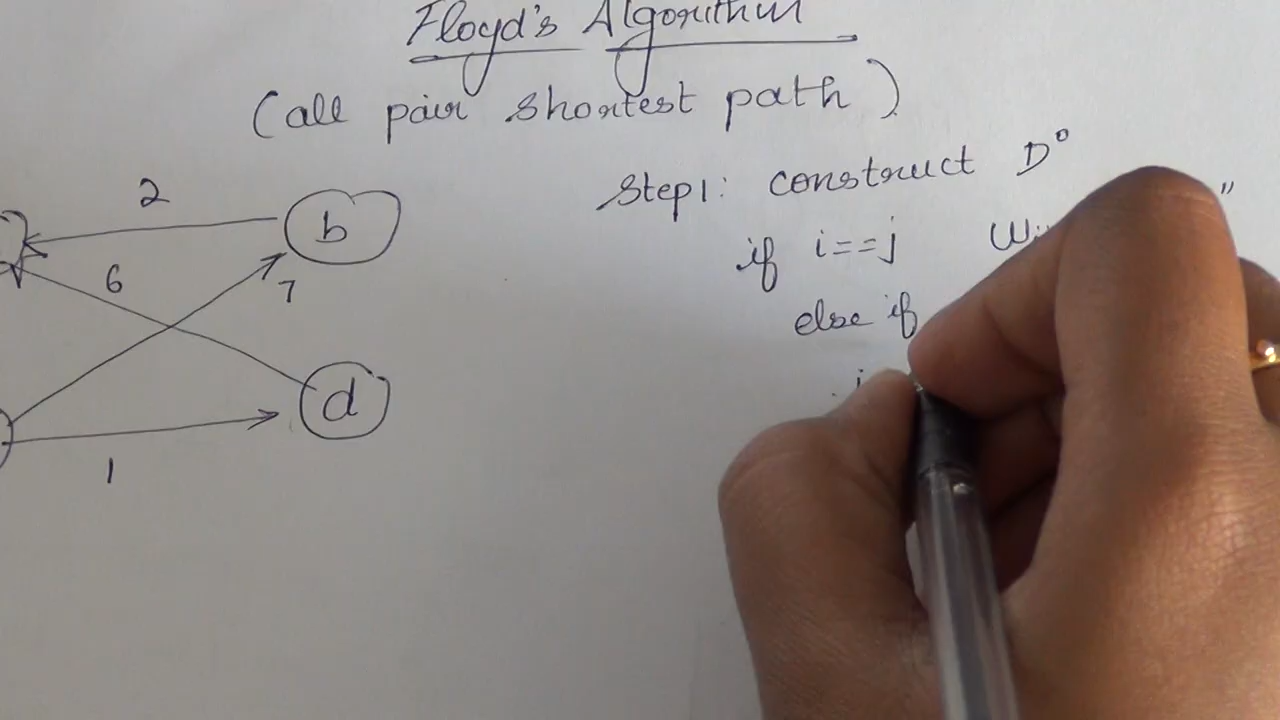 Floyd's Algorithm
(all pair shortest path)
Step1: construct D⁰
if i==j
else if
2
b
6
7
d
1